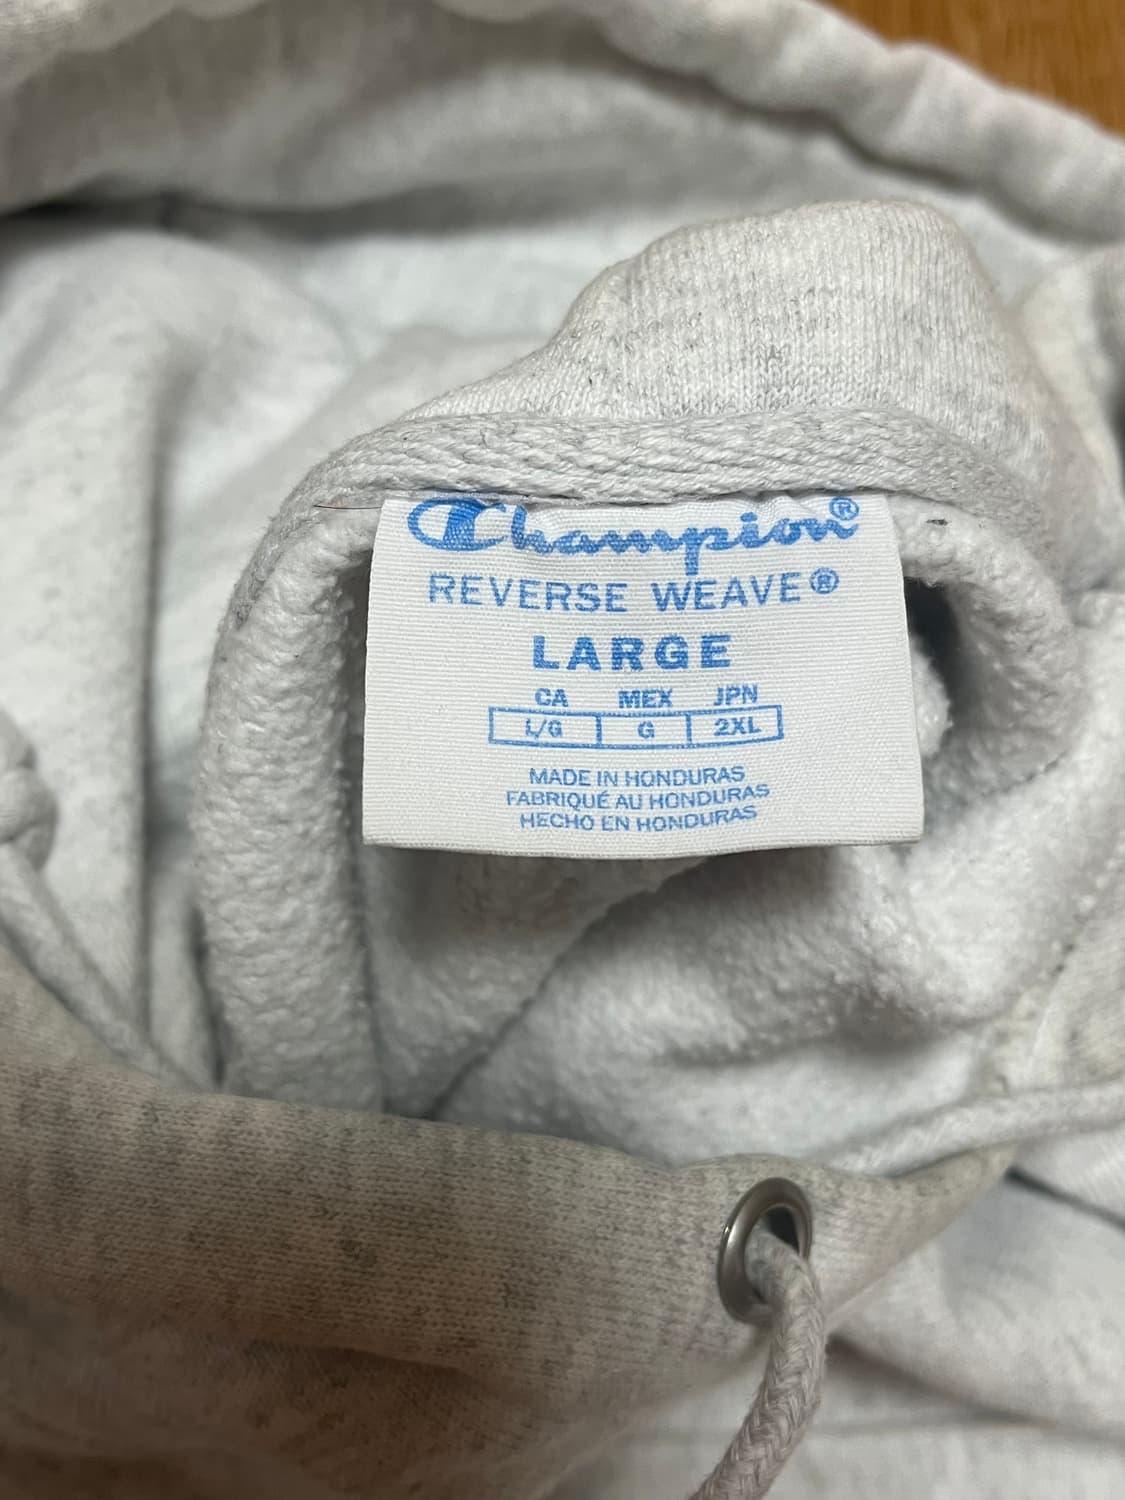 Champion®
REVERSE WEAVE®
LARGE
CA MEX JPN
L/G G 2XL
MADE IN HONDURAS
FABRIQUÉ AU HONDURAS
HECHO EN HONDURAS